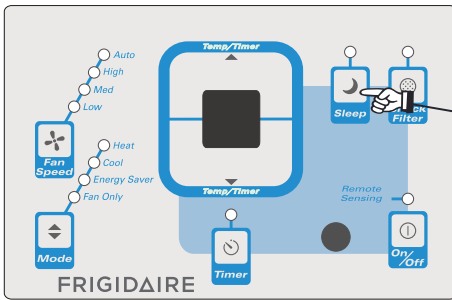 Temp/Timer
Auto
High
Med
Low
Fan
Speed
Heat
Cool
Energy Saver
Fan Only
Mode
Temp/Timer
Sleep
Filter
Remote
Sensing
On/Off
Timer
FRIGIDAIRE